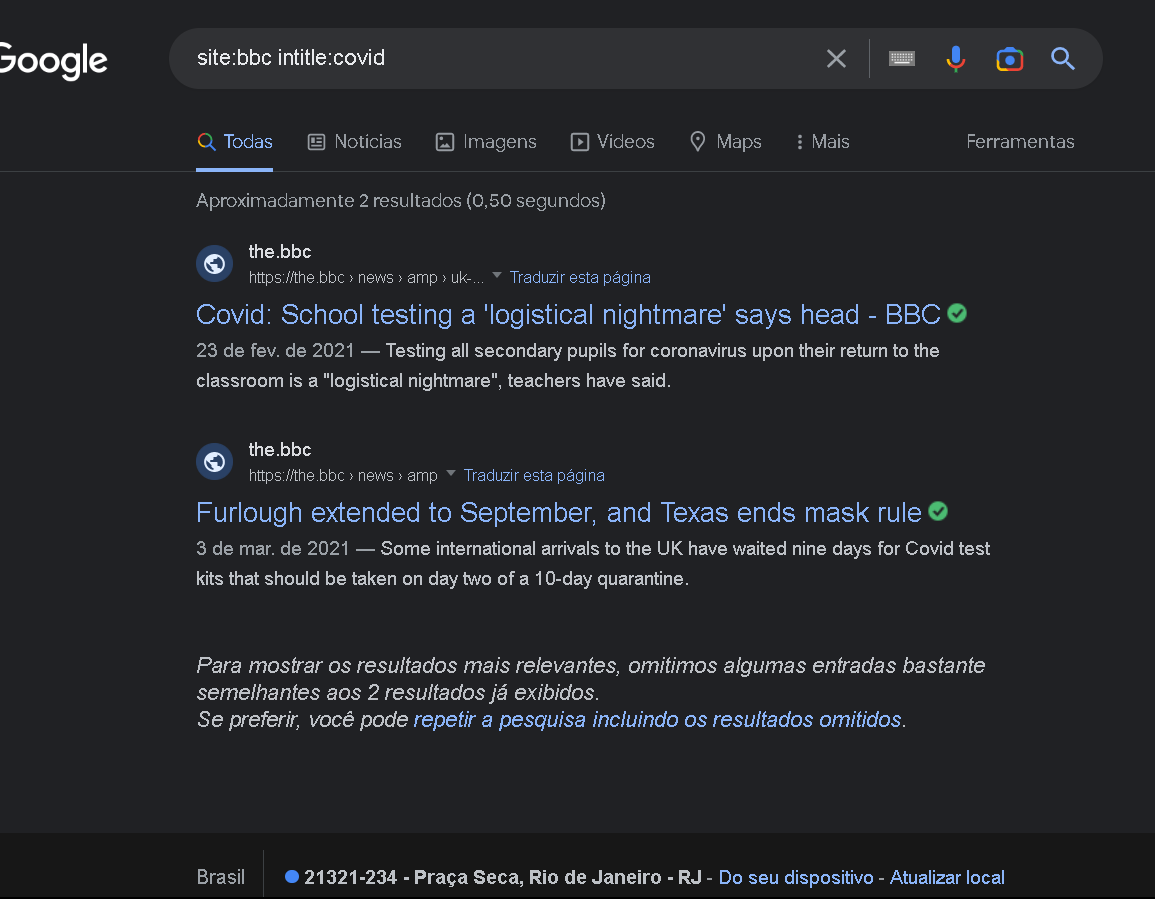 Google
site:bbc intitle:covid
Todas Noticias Imagens Vídeos Maps Mais Ferramentas
Aproximadamente 2 resultados (0,50 segundos)
the.bbc
https://the.bbc › news › amp › uk-... Traduzir esta página
Covid: School testing a 'logistical nightmare' says head - BBC
23 de fev. de 2021 — Testing all secondary pupils for coronavirus upon their return to the
classroom is a "logistical nightmare", teachers have said.
the.bbc
https://the.bbc › news › amp Traduzir esta página
Furlough extended to September, and Texas ends mask rule
3 de mar. de 2021 — Some international arrivals to the UK have waited nine days for Covid test
kits that should be taken on day two of a 10-day quarantine.
Para mostrar os resultados mais relevantes, omitimos algumas entradas bastante
semelhantes aos 2 resultados já exibidos.
Se preferir, você pode repetir a pesquisa incluindo os resultados omitidos.
Brasil 21321-234 - Praça Seca, Rio de Janeiro - RJ - Do seu dispositivo - Atualizar local